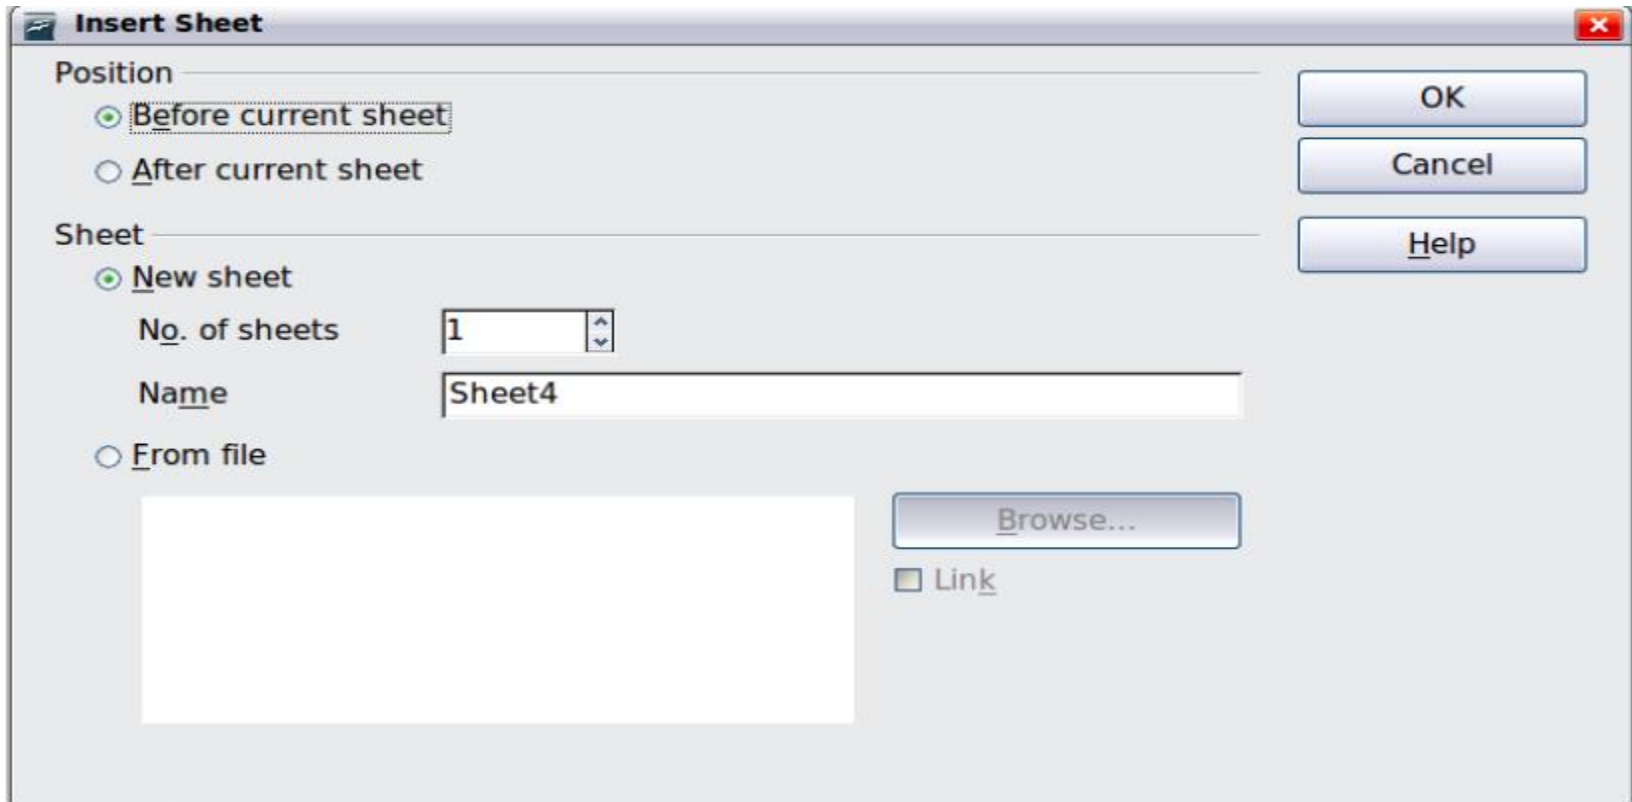 Insert Sheet
Position
Before current sheet
After current sheet
Sheet
New sheet
No. of sheets 1
Name Sheet4
From file
Browse...
Link
OK
Cancel
Help